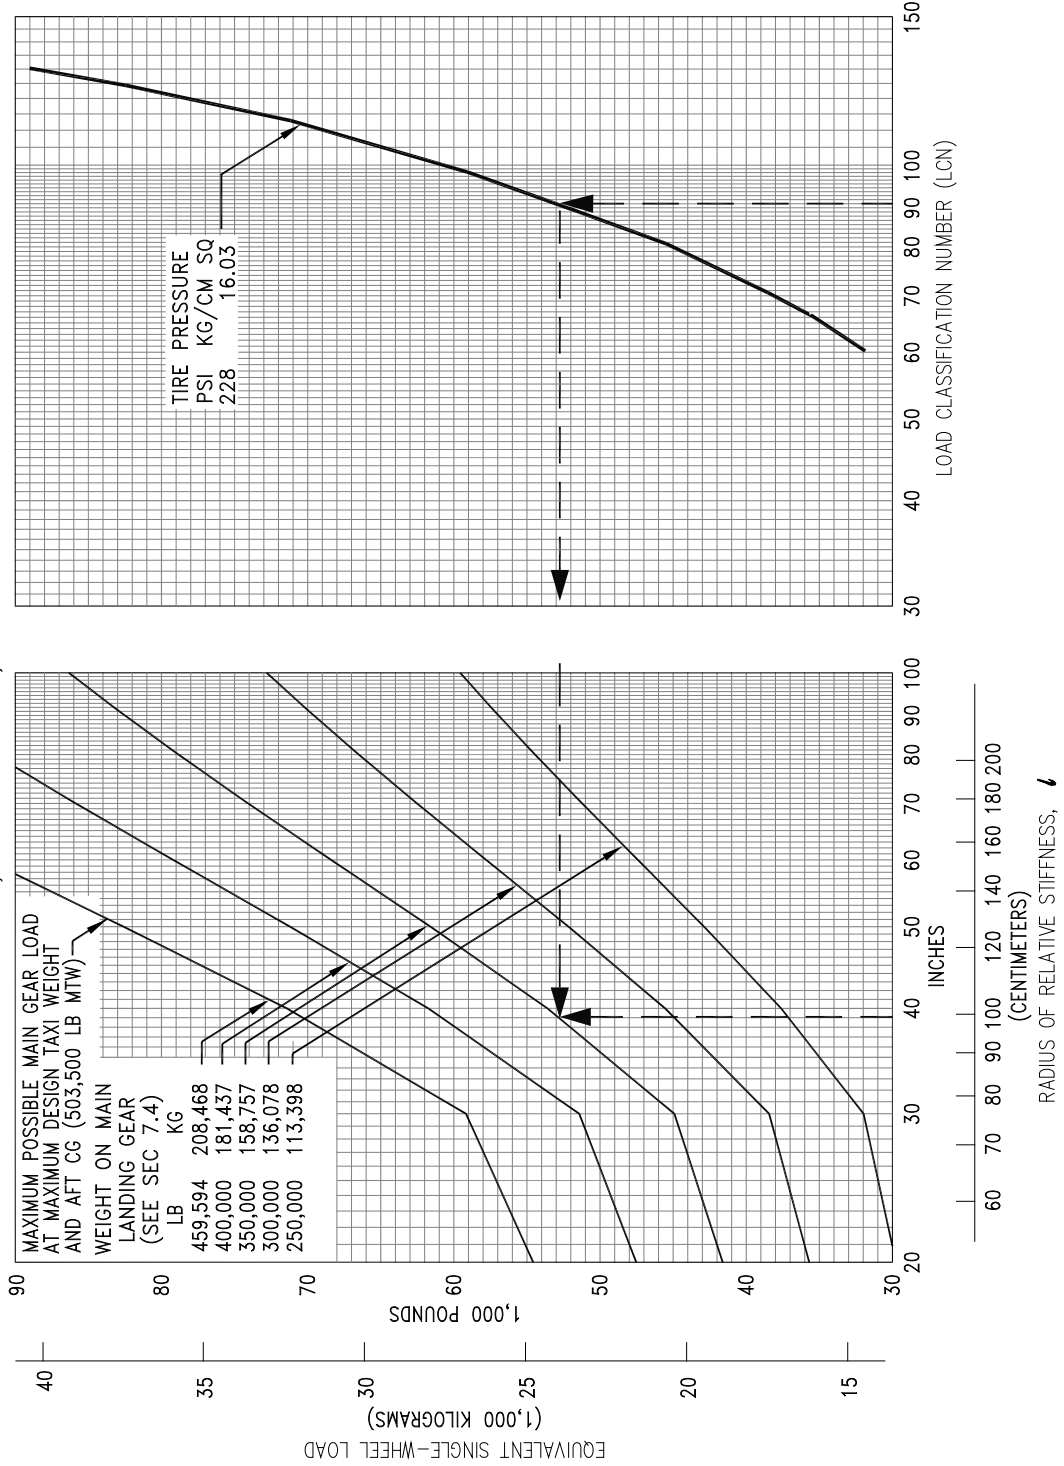 MAXIMUM POSSIBLE MAIN GEAR LOAD
AT MAXIMUM DESIGN TAXI WEIGHT
AND AFT CG (503,500 LB MTW)
WEIGHT ON MAIN
LANDING GEAR
(SEE SEC 7.4)
LB KG
459,594 208,468
400,000 181,437
350,000 158,757
300,000 136,078
250,000 113,398
TIRE PRESSURE
PSI KG/CM SQ
228 16.03
EQUIVALENT SINGLE-WHEEL LOAD
(1,000 KILOGRAMS)
40 35 30 25 20 15
1,000 POUNDS
90 80 70 60 50 40 30
20 30 40 50 60 70 80 90 100
INCHES
60 70 80 90 100 120 140 160 180 200
(CENTIMETERS)
RADIUS OF RELATIVE STIFFNESS, ℓ
30 40 50 60 70 80 90 100 150
LOAD CLASSIFICATION NUMBER (LCN)